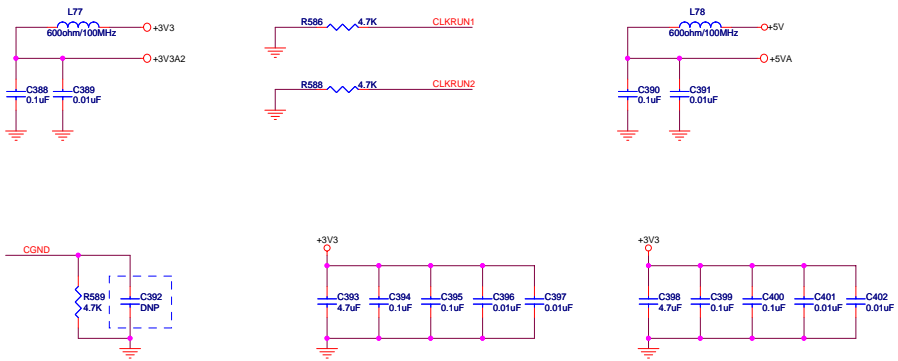 L77
600ohm/100MHz
+3V3
+3V3A2
C388
0.1uF
C389
0.01uF
R586
4.7K
CLKRUN1
R588
4.7K
CLKRUN2
L78
600ohm/100MHz
+5V
+5VA
C390
0.1uF
C391
0.01uF
CGND
R589
4.7K
C392
DNP
+3V3
C393
4.7uF
C394
0.1uF
C395
0.1uF
C396
0.01uF
C397
0.01uF
+3V3
C398
4.7uF
C399
0.1uF
C400
0.1uF
C401
0.01uF
C402
0.01uF